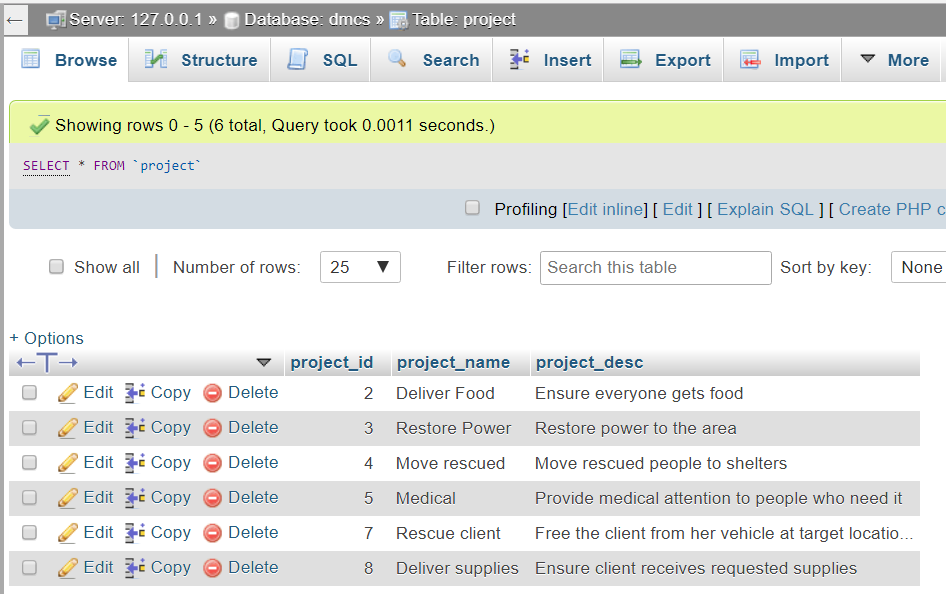 ← Server: 127.0.0.1 » Database: dmcs » Table: project
Browse Structure SQL Search Insert Export Import More
Showing rows 0 - 5 (6 total, Query took 0.0011 seconds.)
SELECT * FROM `project`
Profiling [Edit inline] [ Edit ] [ Explain SQL ] [ Create PHP c
Show all | Number of rows: 25 Filter rows: Search this table Sort by key: None
+ Options
←T→ project_id project_name project_desc
Edit Copy Delete 2 Deliver Food Ensure everyone gets food
Edit Copy Delete 3 Restore Power Restore power to the area
Edit Copy Delete 4 Move rescued Move rescued people to shelters
Edit Copy Delete 5 Medical Provide medical attention to people who need it
Edit Copy Delete 7 Rescue client Free the client from her vehicle at target locatio...
Edit Copy Delete 8 Deliver supplies Ensure client receives requested supplies